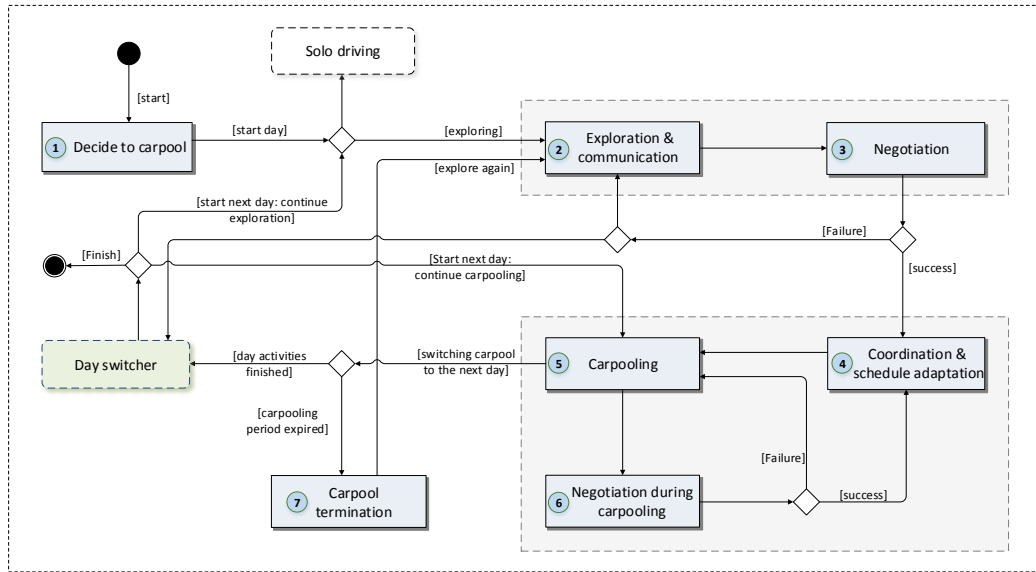 Solo driving
[start]
1 Decide to carpool
[start day]
[exploring]
2 Exploration &
communication
3 Negotiation
[explore again]
[start next day: continue
exploration]
[Finish]
[Failure]
[Start next day:
continue carpooling]
[success]
Day switcher
[day activities
finished]
[switching carpool
to the next day]
5 Carpooling
4 Coordination &
schedule adaptation
[carpooling
period expired]
[Failure]
7 Carpool
termination
6 Negotiation during
carpooling
[success]